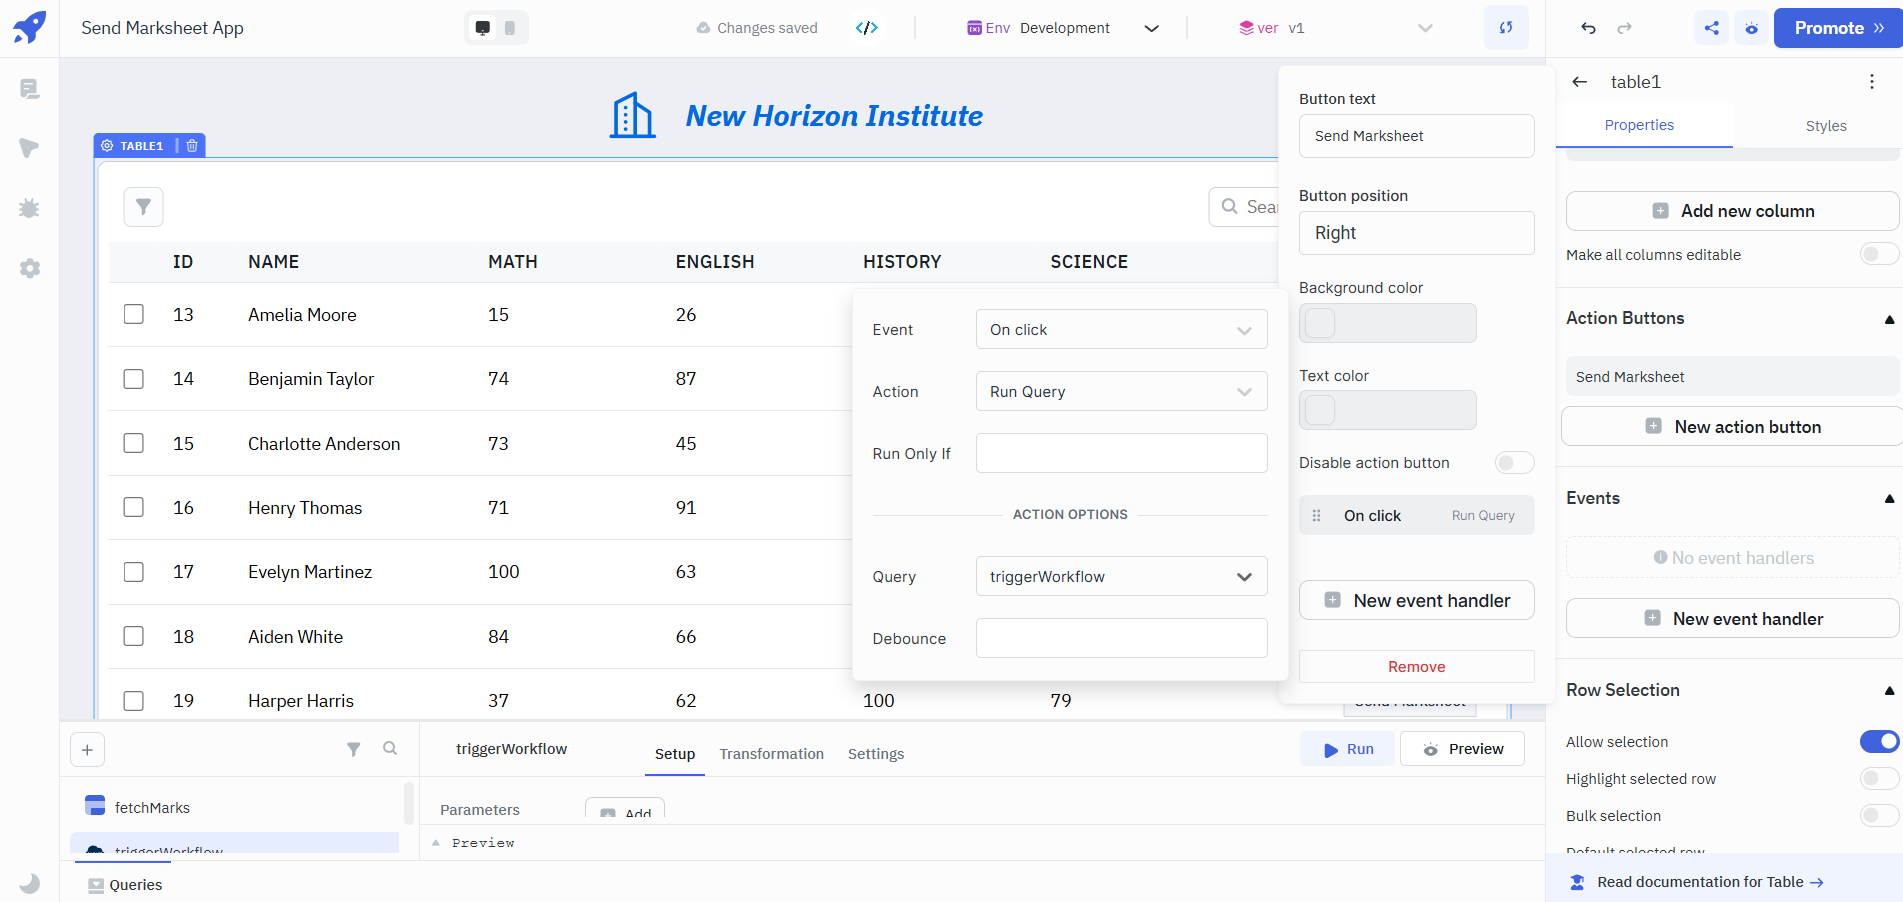 Send Marksheet App
Changes saved
Env Development
ver v1
Promote
New Horizon Institute
TABLE1
Sea
ID NAME MATH ENGLISH HISTORY SCIENCE
13 Amelia Moore 15 26
14 Benjamin Taylor 74 87
15 Charlotte Anderson 73 45
16 Henry Thomas 71 91
17 Evelyn Martinez 100 63
18 Aiden White 84 66
19 Harper Harris 37 62 100 79
Send Marksheet
Event On click
Action Run Query
Run Only If
ACTION OPTIONS
Query triggerWorkflow
Debounce
Button text
Send Marksheet
Button position
Right
Background color
Text color
Disable action button
On click Run Query
New event handler
Remove
table1
Properties Styles
Add new column
Make all columns editable
Action Buttons
Send Marksheet
New action button
Events
No event handlers
New event handler
Row Selection
Allow selection
Highlight selected row
Bulk selection
Default selected row
Read documentation for Table →
fetchMarks
triggerWorkflow
Queries
triggerWorkflow
Setup Transformation Settings
Run
Preview
Parameters
Add
Preview